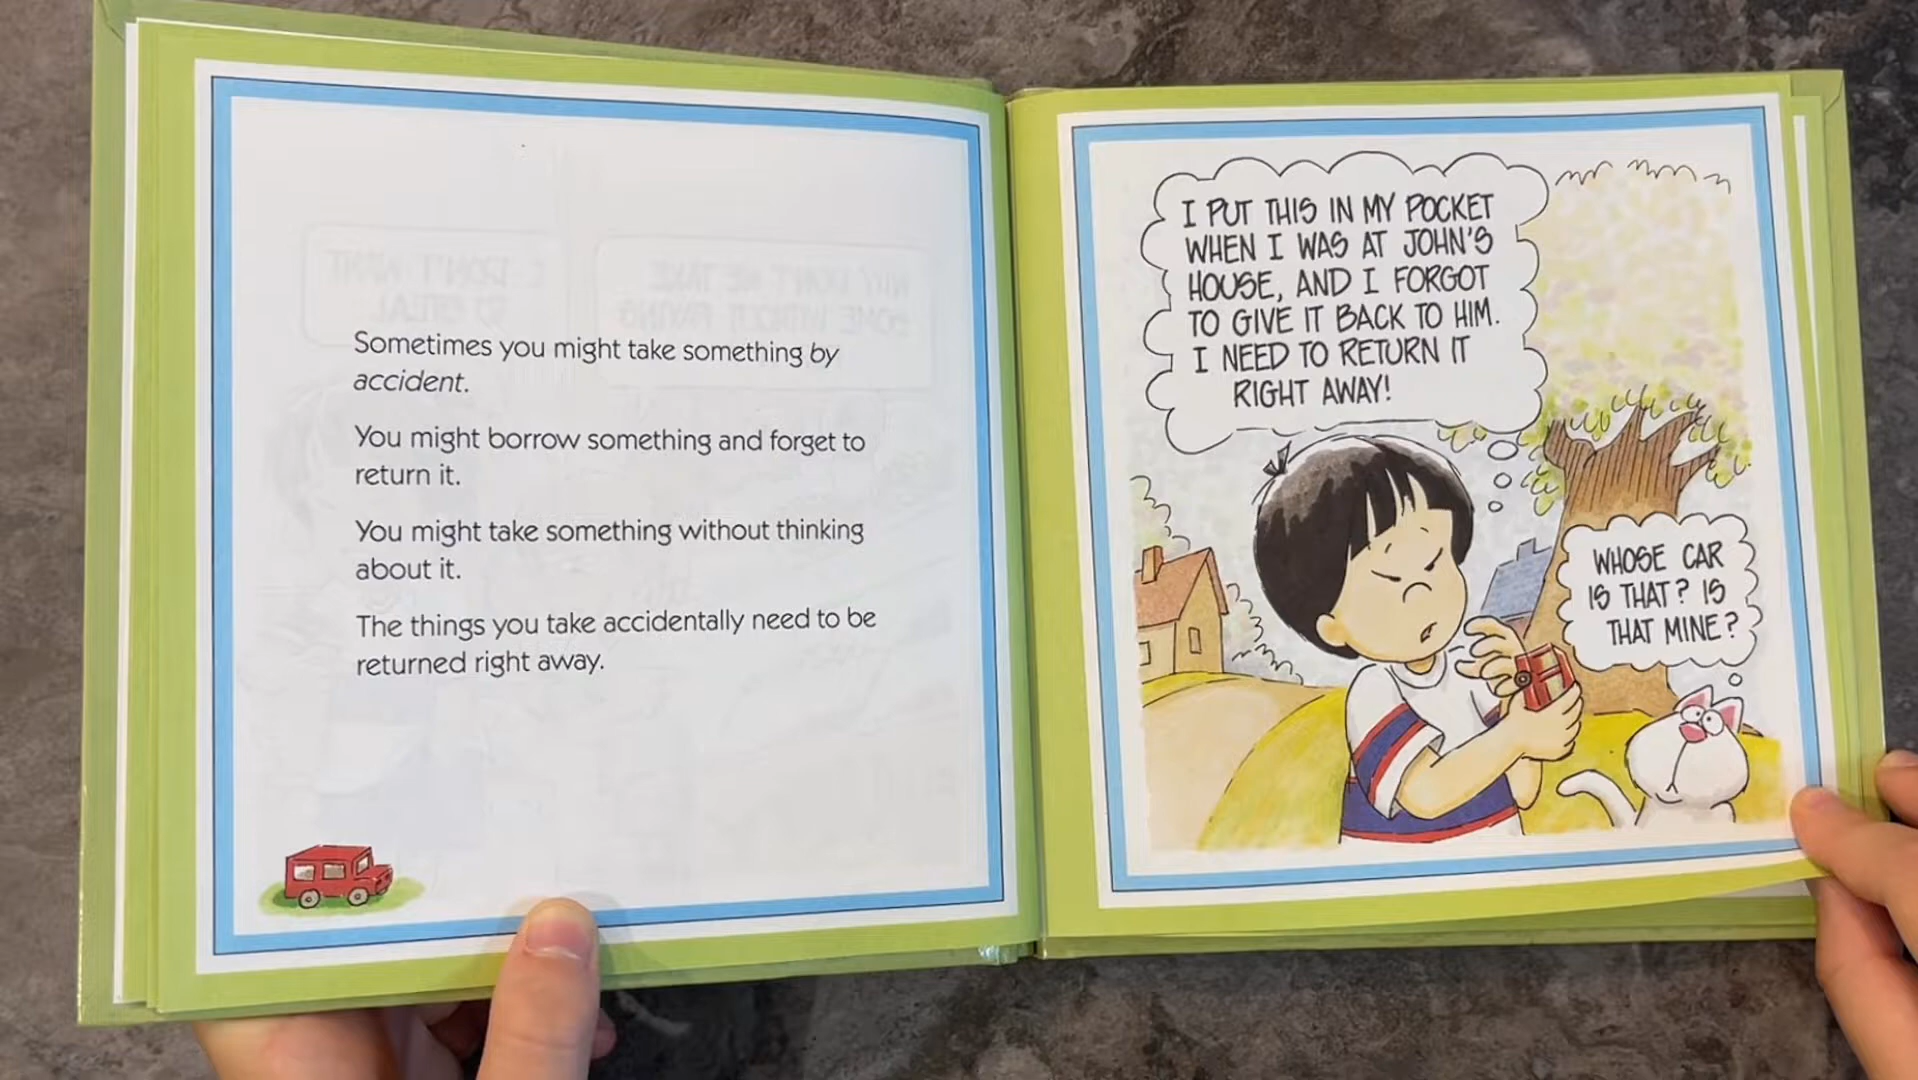 Sometimes you might take something by
accident.
You might borrow something and forget to
return it.
You might take something without thinking
about it.
The things you take accidentally need to be
returned right away.
I PUT THIS IN MY POCKET
WHEN I WAS AT JOHN'S
HOUSE, AND I FORGOT
TO GIVE IT BACK TO HIM.
I NEED TO RETURN IT
RIGHT AWAY!
WHOSE CAR
IS THAT? IS
THAT MINE?